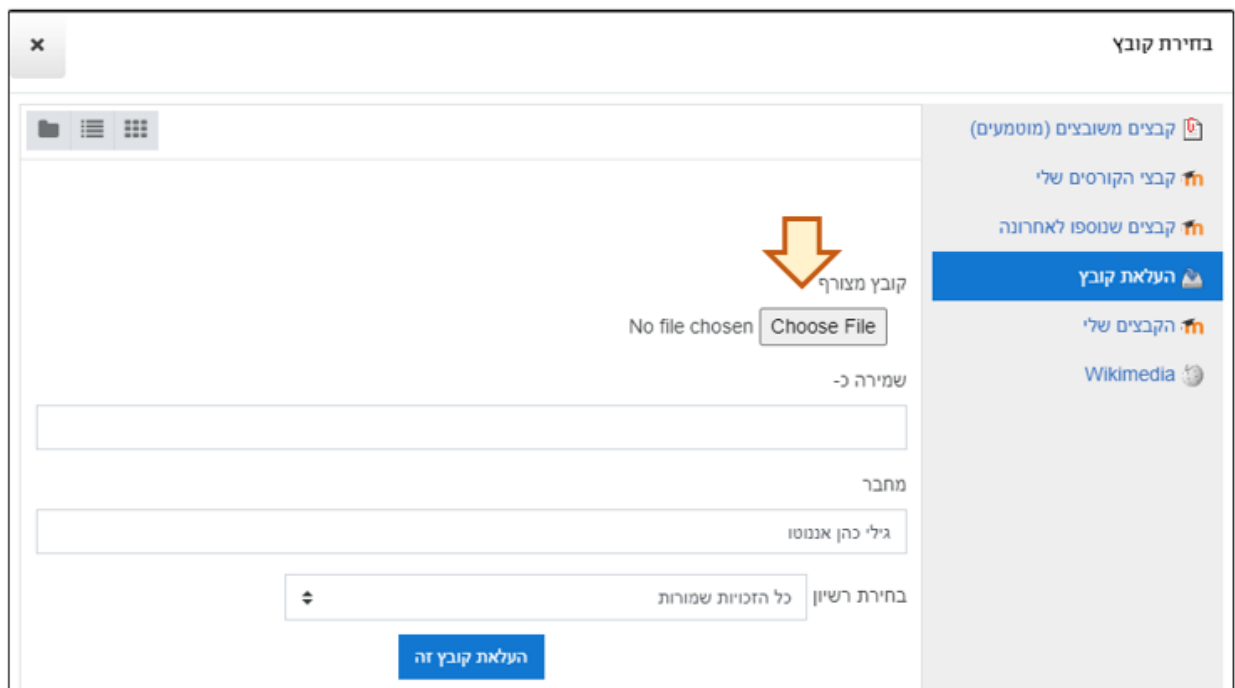 בחירת קובץ
×
קבצים משובצים (מוטמעים)
קבצי הקורסים שלי
קבצים שנוספו לאחרונה
העלאת קובץ
הקבצים שלי
Wikimedia
קובץ מצורף
Choose File No file chosen
שמירה כ-
מחבר
גילי כהן אננוטו
בחירת רשיון כל הזכויות שמורות
העלאת קובץ זה